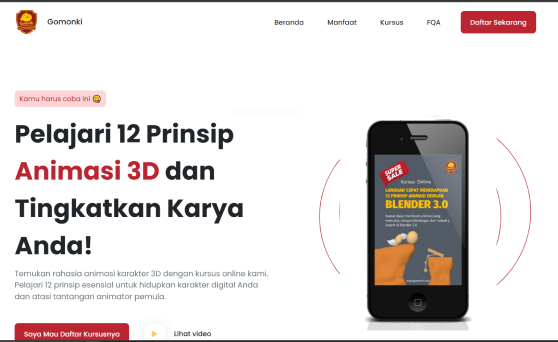 Gomonki
Beranda
Manfaat
Kursus
FQA
Daftar Sekarang
Kamu harus coba ini 😋
Pelajari 12 Prinsip
Animasi 3D dan
Tingkatkan Karya
Anda!
Temukan rahasia animasi karakter 3D dengan kursus online kami.
Pelajari 12 prinsip esensial untuk hidupkan karakter digital Anda
dan atasi tantangan animator pemula.
Saya Mau Daftar Kursusnya
Lihat video
SUPER
SALE
Kursus Online
LANGKAH CEPAT MENERAPKAN
12 PRINSIP ANIMASI DENGAN
BLENDER 3.0